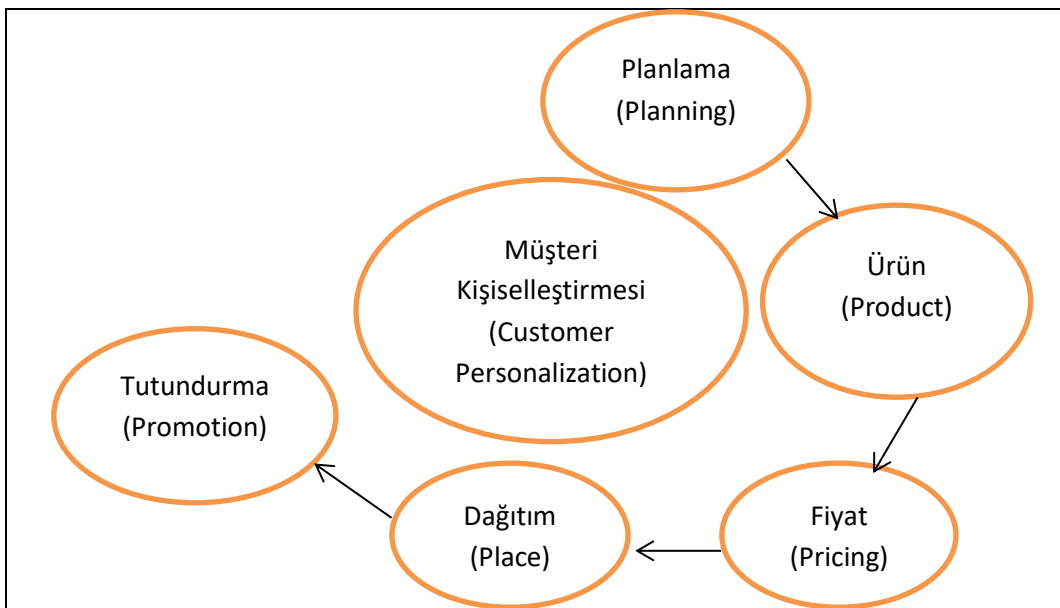 Planlama
(Planning)
Müşteri
Kişiselleştirmesi
(Customer
Personalization)
Ürün
(Product)
Tutundurma
(Promotion)
Dağıtım
(Place)
Fiyat
(Pricing)